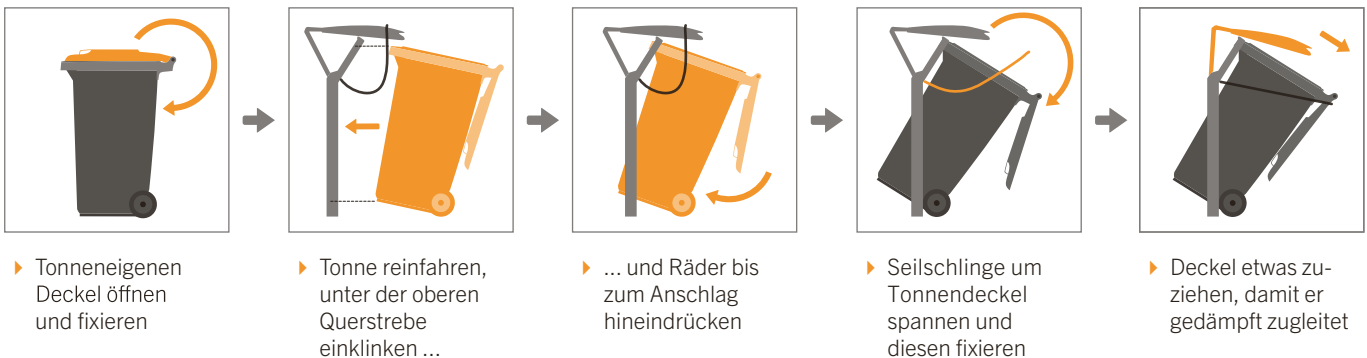 Tonneneigenen
Deckel öffnen
und fixieren
Tonne reinfahren,
unter der oberen
Querstrebe
einklinken ...
... und Räder bis
zum Anschlag
hineindrücken
Seilschlinge um
Tonnendeckel
spannen und
diesen fixieren
Deckel etwas zu-
ziehen, damit er
gedämpft zugleitet